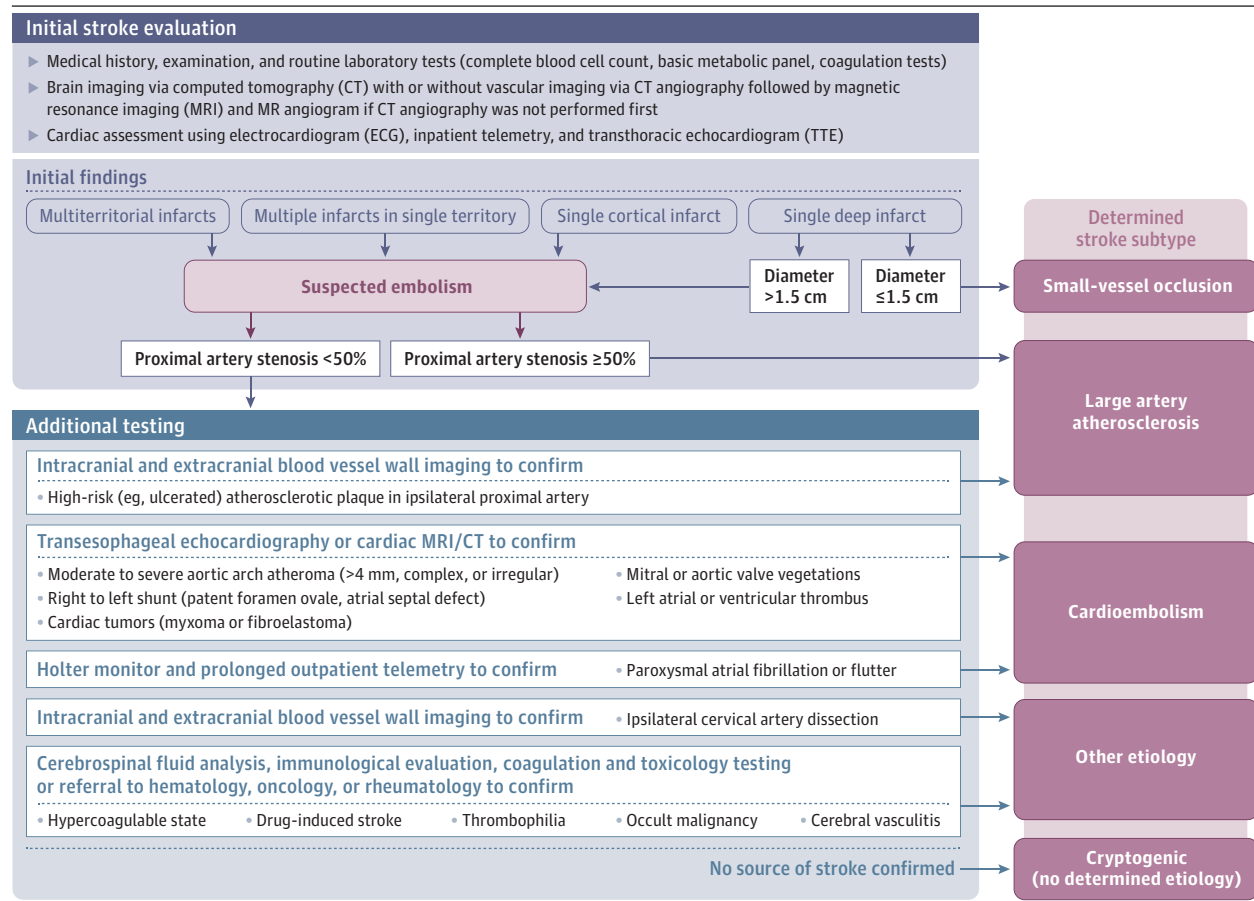 Initial stroke evaluation
▶ Medical history, examination, and routine laboratory tests (complete blood cell count, basic metabolic panel, coagulation tests)
▶ Brain imaging via computed tomography (CT) with or without vascular imaging via CT angiography followed by magnetic
resonance imaging (MRI) and MR angiogram if CT angiography was not performed first
▶ Cardiac assessment using electrocardiogram (ECG), inpatient telemetry, and transthoracic echocardiogram (TTE)
Initial findings
Multiterritorial infarcts
Multiple infarcts in single territory
Single cortical infarct
Single deep infarct
Determined
stroke subtype
Suspected embolism
Diameter
>1.5 cm
Diameter
≤1.5 cm
Small-vessel occlusion
Proximal artery stenosis <50%
Proximal artery stenosis ≥50%
Large artery
atherosclerosis
Additional testing
Intracranial and extracranial blood vessel wall imaging to confirm
• High-risk (eg, ulcerated) atherosclerotic plaque in ipsilateral proximal artery
Transesophageal echocardiography or cardiac MRI/CT to confirm
• Moderate to severe aortic arch atheroma (>4 mm, complex, or irregular)
• Right to left shunt (patent foramen ovale, atrial septal defect)
• Cardiac tumors (myxoma or fibroelastoma)
• Mitral or aortic valve vegetations
• Left atrial or ventricular thrombus
Cardioembolism
Holter monitor and prolonged outpatient telemetry to confirm
• Paroxysmal atrial fibrillation or flutter
Intracranial and extracranial blood vessel wall imaging to confirm
• Ipsilateral cervical artery dissection
Other etiology
Cerebrospinal fluid analysis, immunological evaluation, coagulation and toxicology testing
or referral to hematology, oncology, or rheumatology to confirm
• Hypercoagulable state
• Drug-induced stroke
• Thrombophilia
• Occult malignancy
• Cerebral vasculitis
No source of stroke confirmed
Cryptogenic
(no determined etiology)